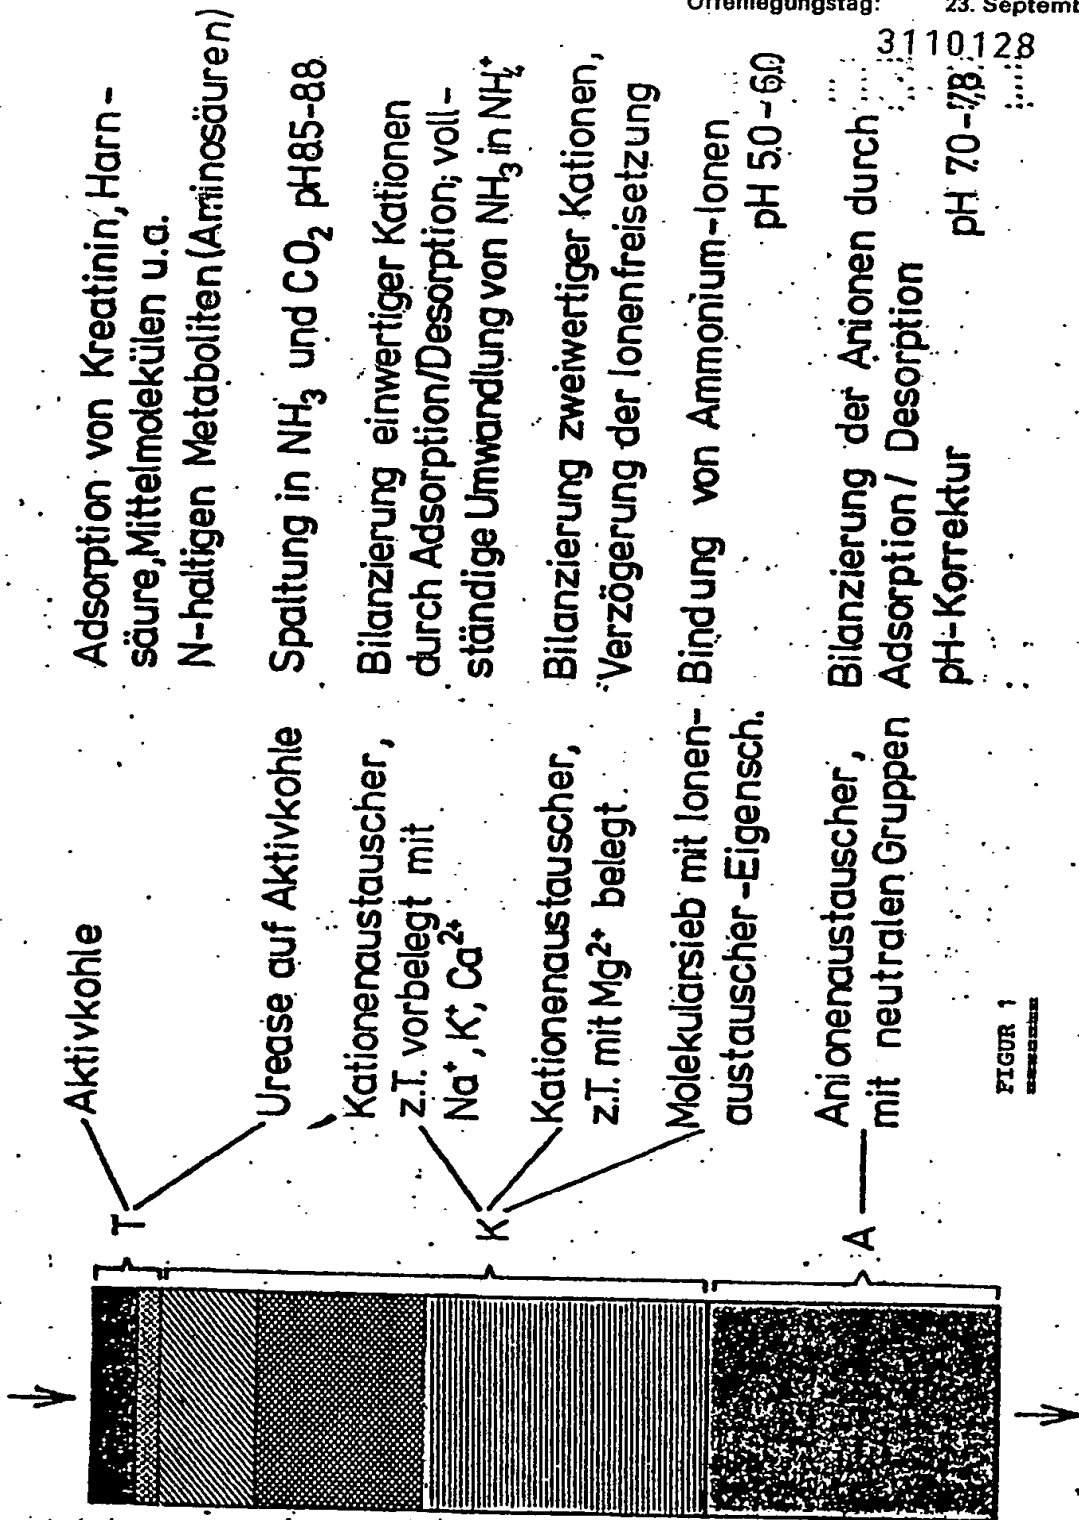 Offenlegungstag: 23. Septemb
3110128
T
Aktivkohle
Adsorption von Kreatinin, Harn-
säure, Mittelmolekülen u.a.
N-haltigen Metaboliten (Aminosäuren)
Urease auf Aktivkohle
Spaltung in NH₃ und CO₂ pH 8.5-8.8
K
Kationenaustauscher,
z.T. vorbelegt mit
Na⁺, K⁺, Ca²⁺
Bilanzierung einwertiger Kationen
durch Adsorption/Desorption; voll-
ständige Umwandlung von NH₃ in NH₄⁺
Kationenaustauscher,
z.T. mit Mg²⁺ belegt
Bilanzierung zweiwertiger Kationen,
Verzögerung der Ionenfreisetzung
Molekularsieb mit Ionen-
austauscher-Eigensch.
Bindung von Ammonium-Ionen
pH 5.0-6.0
A
Anionenaustauscher,
mit neutralen Gruppen
Bilanzierung der Anionen durch
Adsorption / Desorption
pH-Korrektur pH 7.0-7.8
FIGUR 1